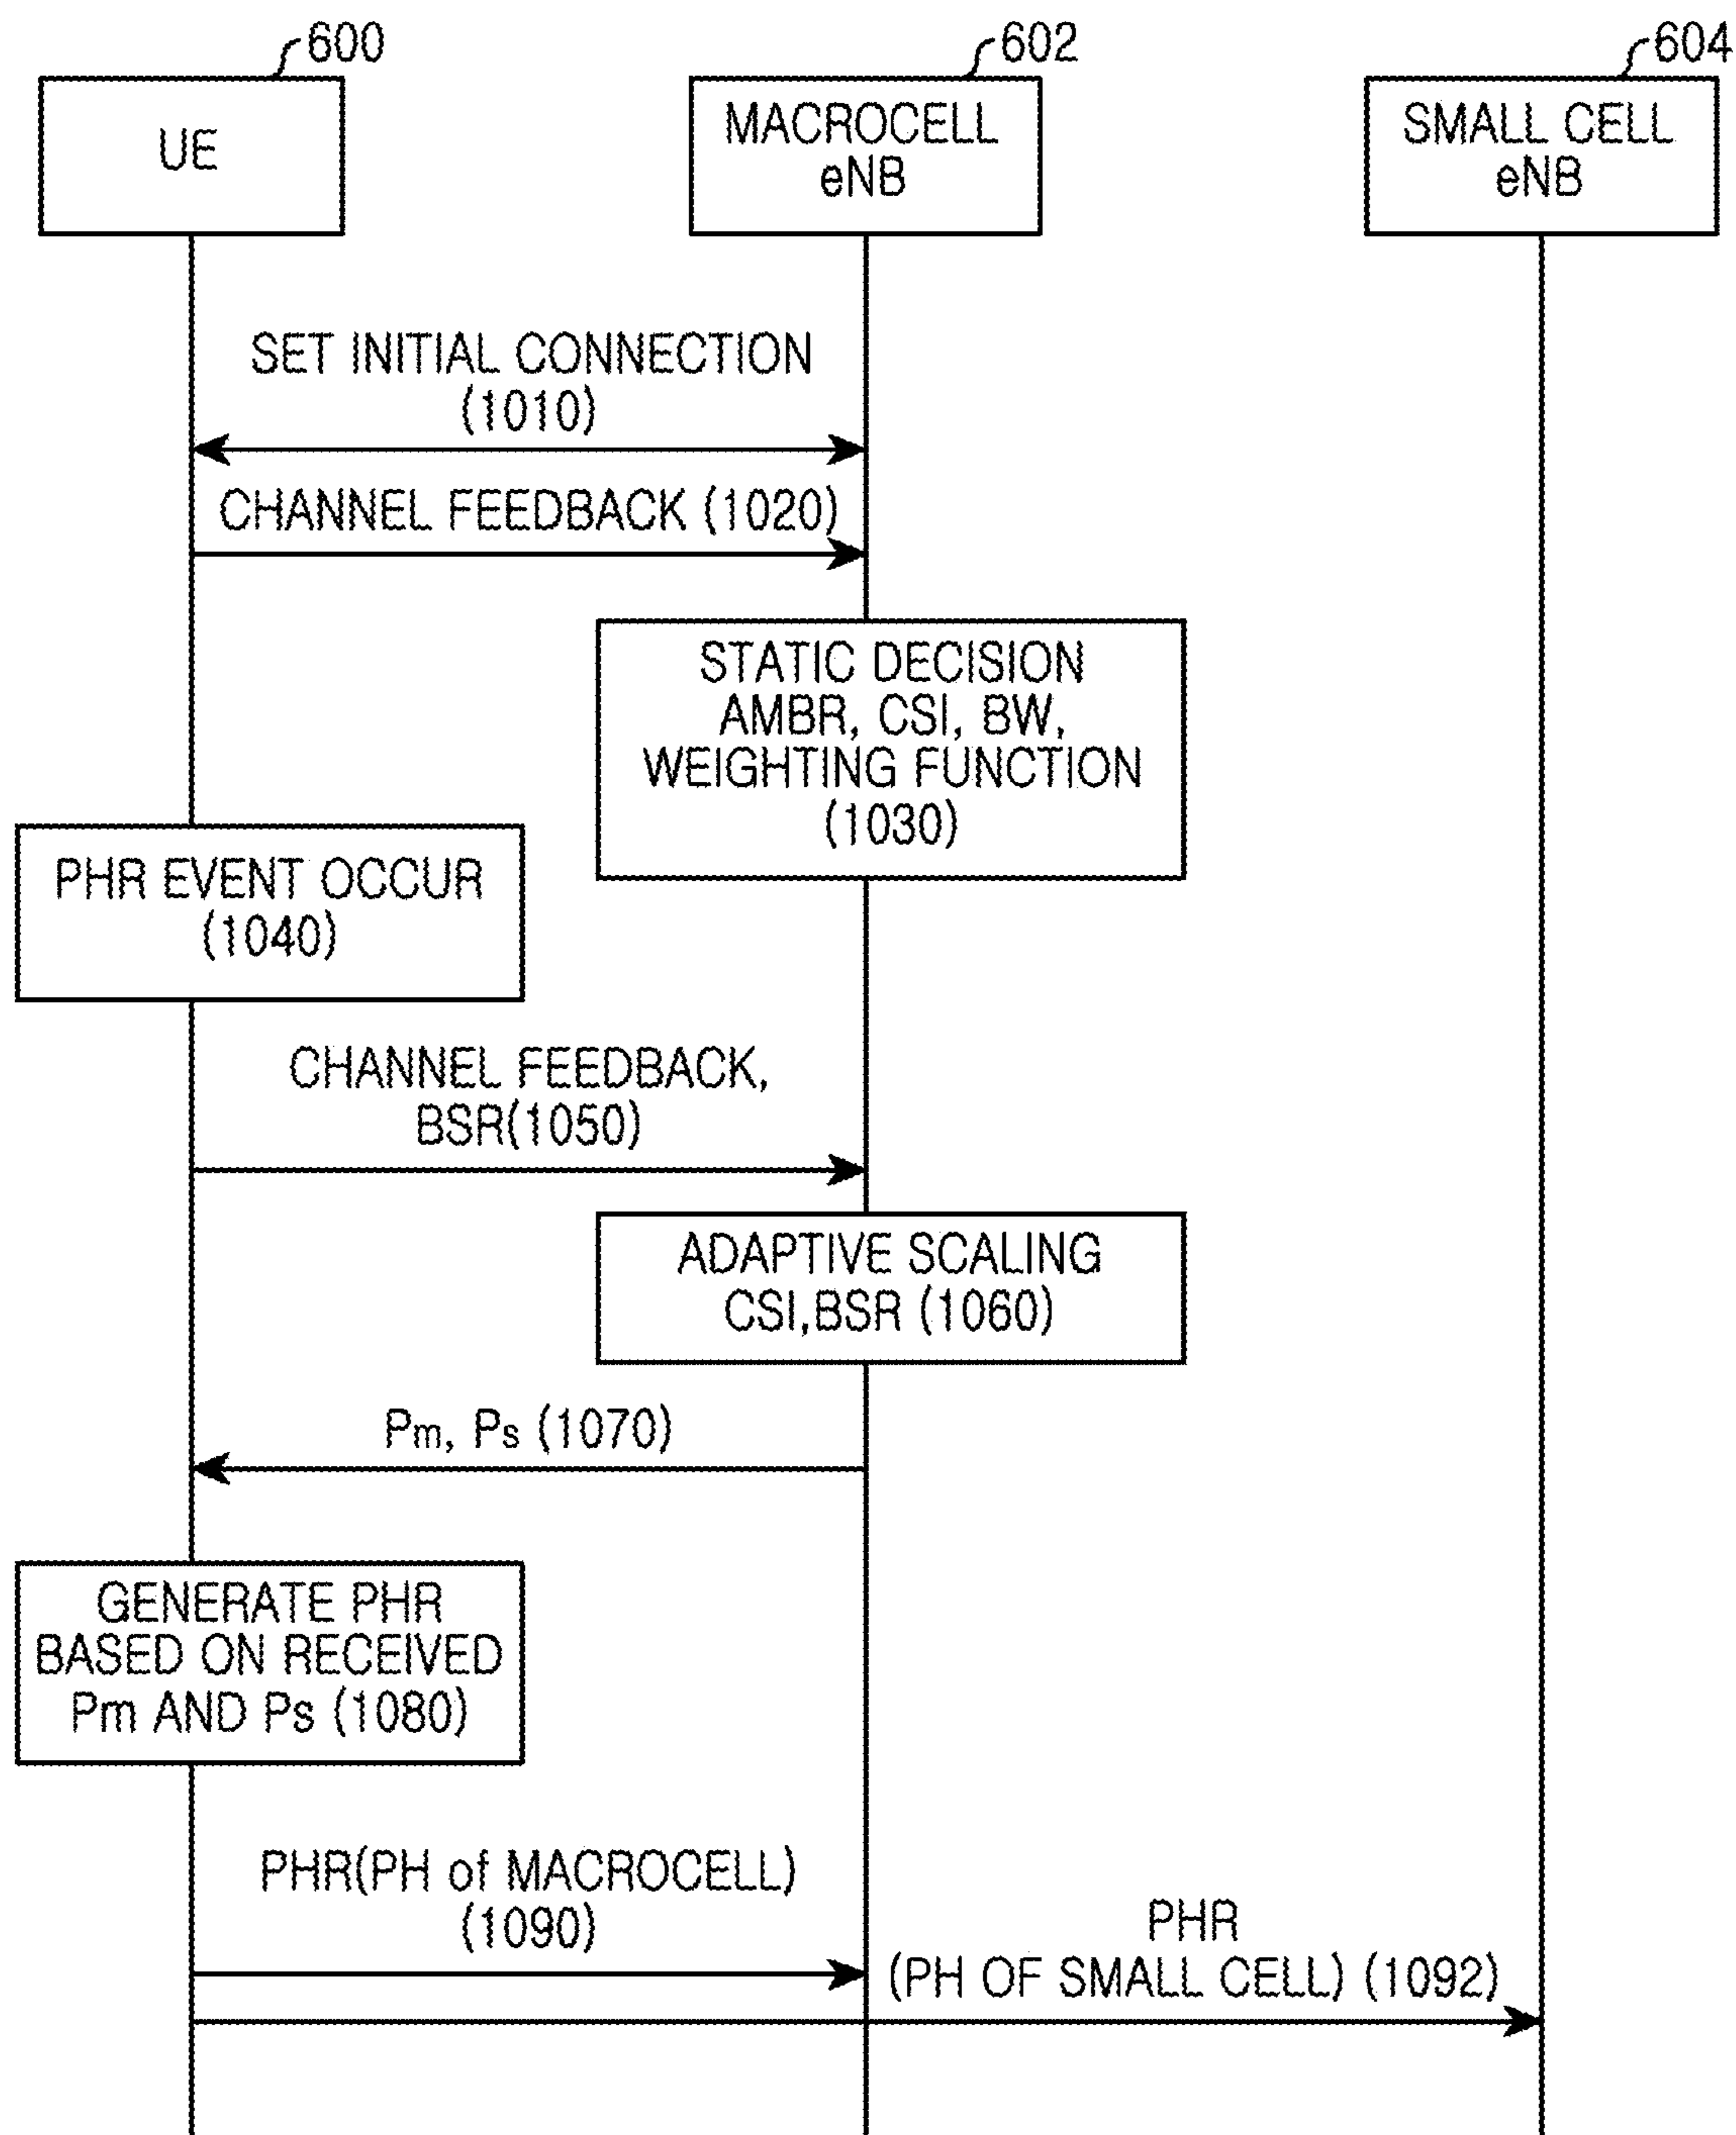 600
602
604
UE
MACROCELL
eNB
SMALL CELL
eNB
SET INITIAL CONNECTION
(1010)
CHANNEL FEEDBACK (1020)
STATIC DECISION
AMBR, CSI, BW,
WEIGHTING FUNCTION
(1030)
PHR EVENT OCCUR
(1040)
CHANNEL FEEDBACK,
BSR(1050)
ADAPTIVE SCALING
CSI,BSR (1060)
Pm, Ps (1070)
GENERATE PHR
BASED ON RECEIVED
Pm AND Ps (1080)
PHR(PH of MACROCELL)
(1090)
PHR
(PH OF SMALL CELL) (1092)